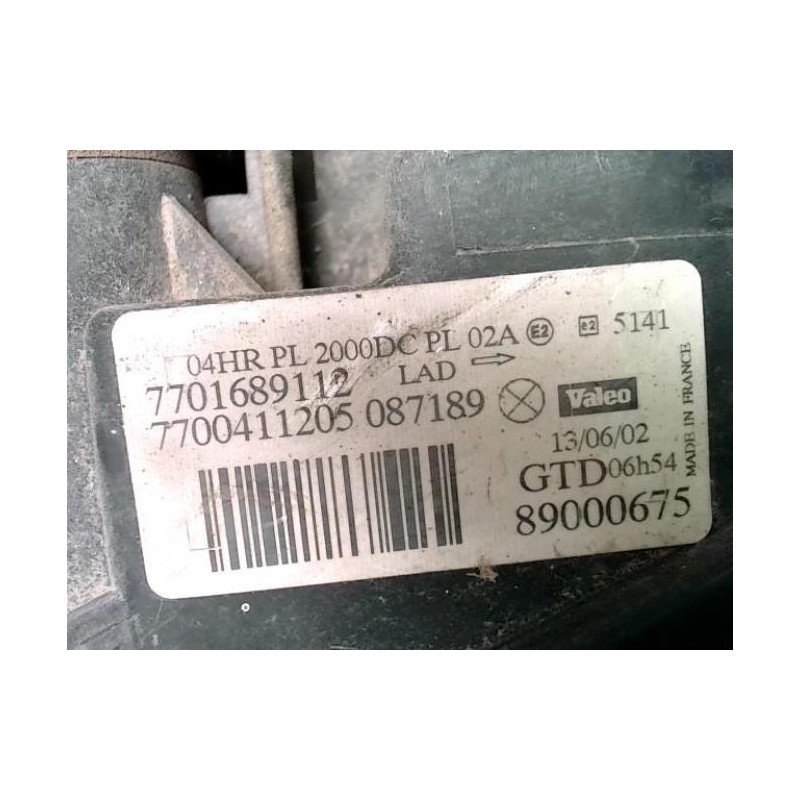 04HR PL 2000DC PL 02A E2 e2 5141
7701689112 LAD
7700411205 087189 Valeo
13/06/02
GTD 06h54
89000675
MADE IN FRANCE